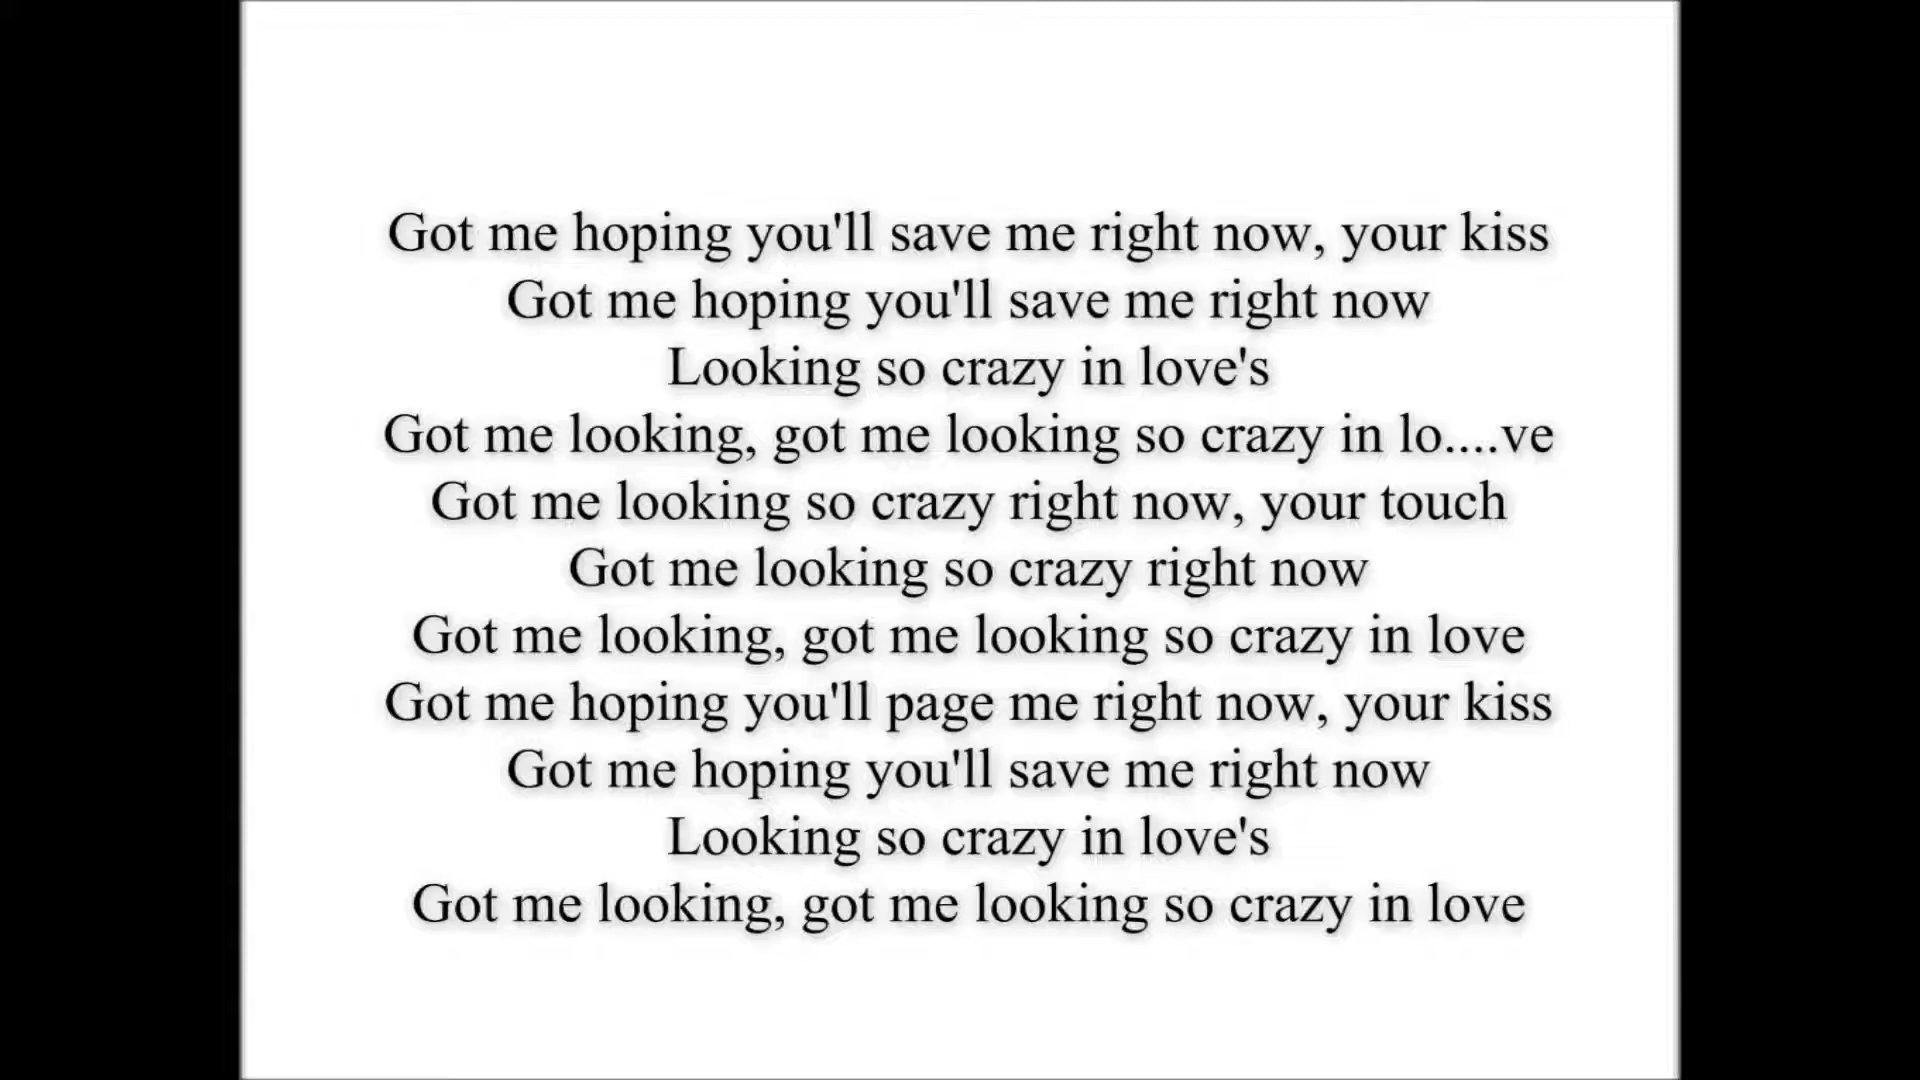 Got me hoping you'll save me right now, your kiss
Got me hoping you'll save me right now
Looking so crazy in love's
Got me looking, got me looking so crazy in lo....ve
Got me looking so crazy right now, your touch
Got me looking so crazy right now
Got me looking, got me looking so crazy in love
Got me hoping you'll page me right now, your kiss
Got me hoping you'll save me right now
Looking so crazy in love's
Got me looking, got me looking so crazy in love